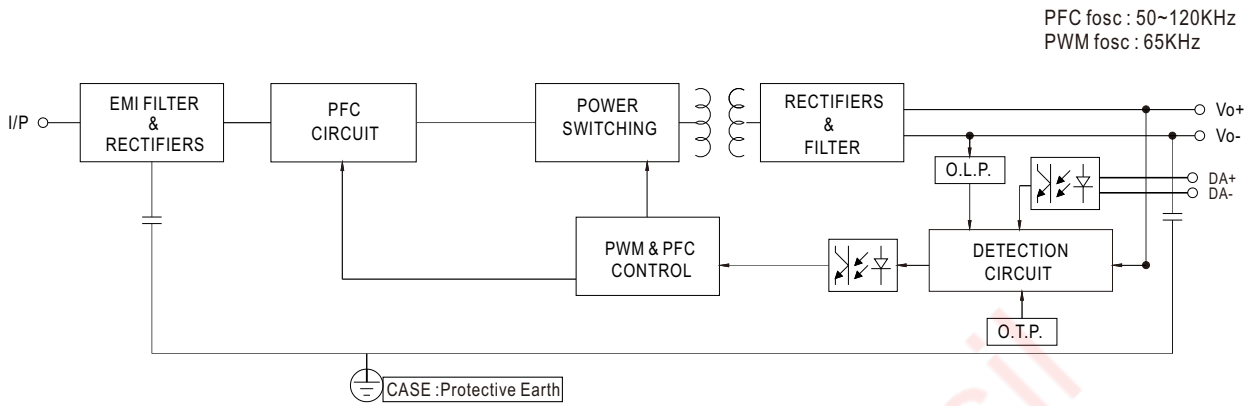 PFC fosc : 50~120KHz
PWM fosc : 65KHz
I/P
EMI FILTER
&
RECTIFIERS
PFC
CIRCUIT
POWER
SWITCHING
RECTIFIERS
&
FILTER
Vo+
Vo-
O.L.P.
DA+
DA-
PWM & PFC
CONTROL
DETECTION
CIRCUIT
O.T.P.
CASE :Protective Earth